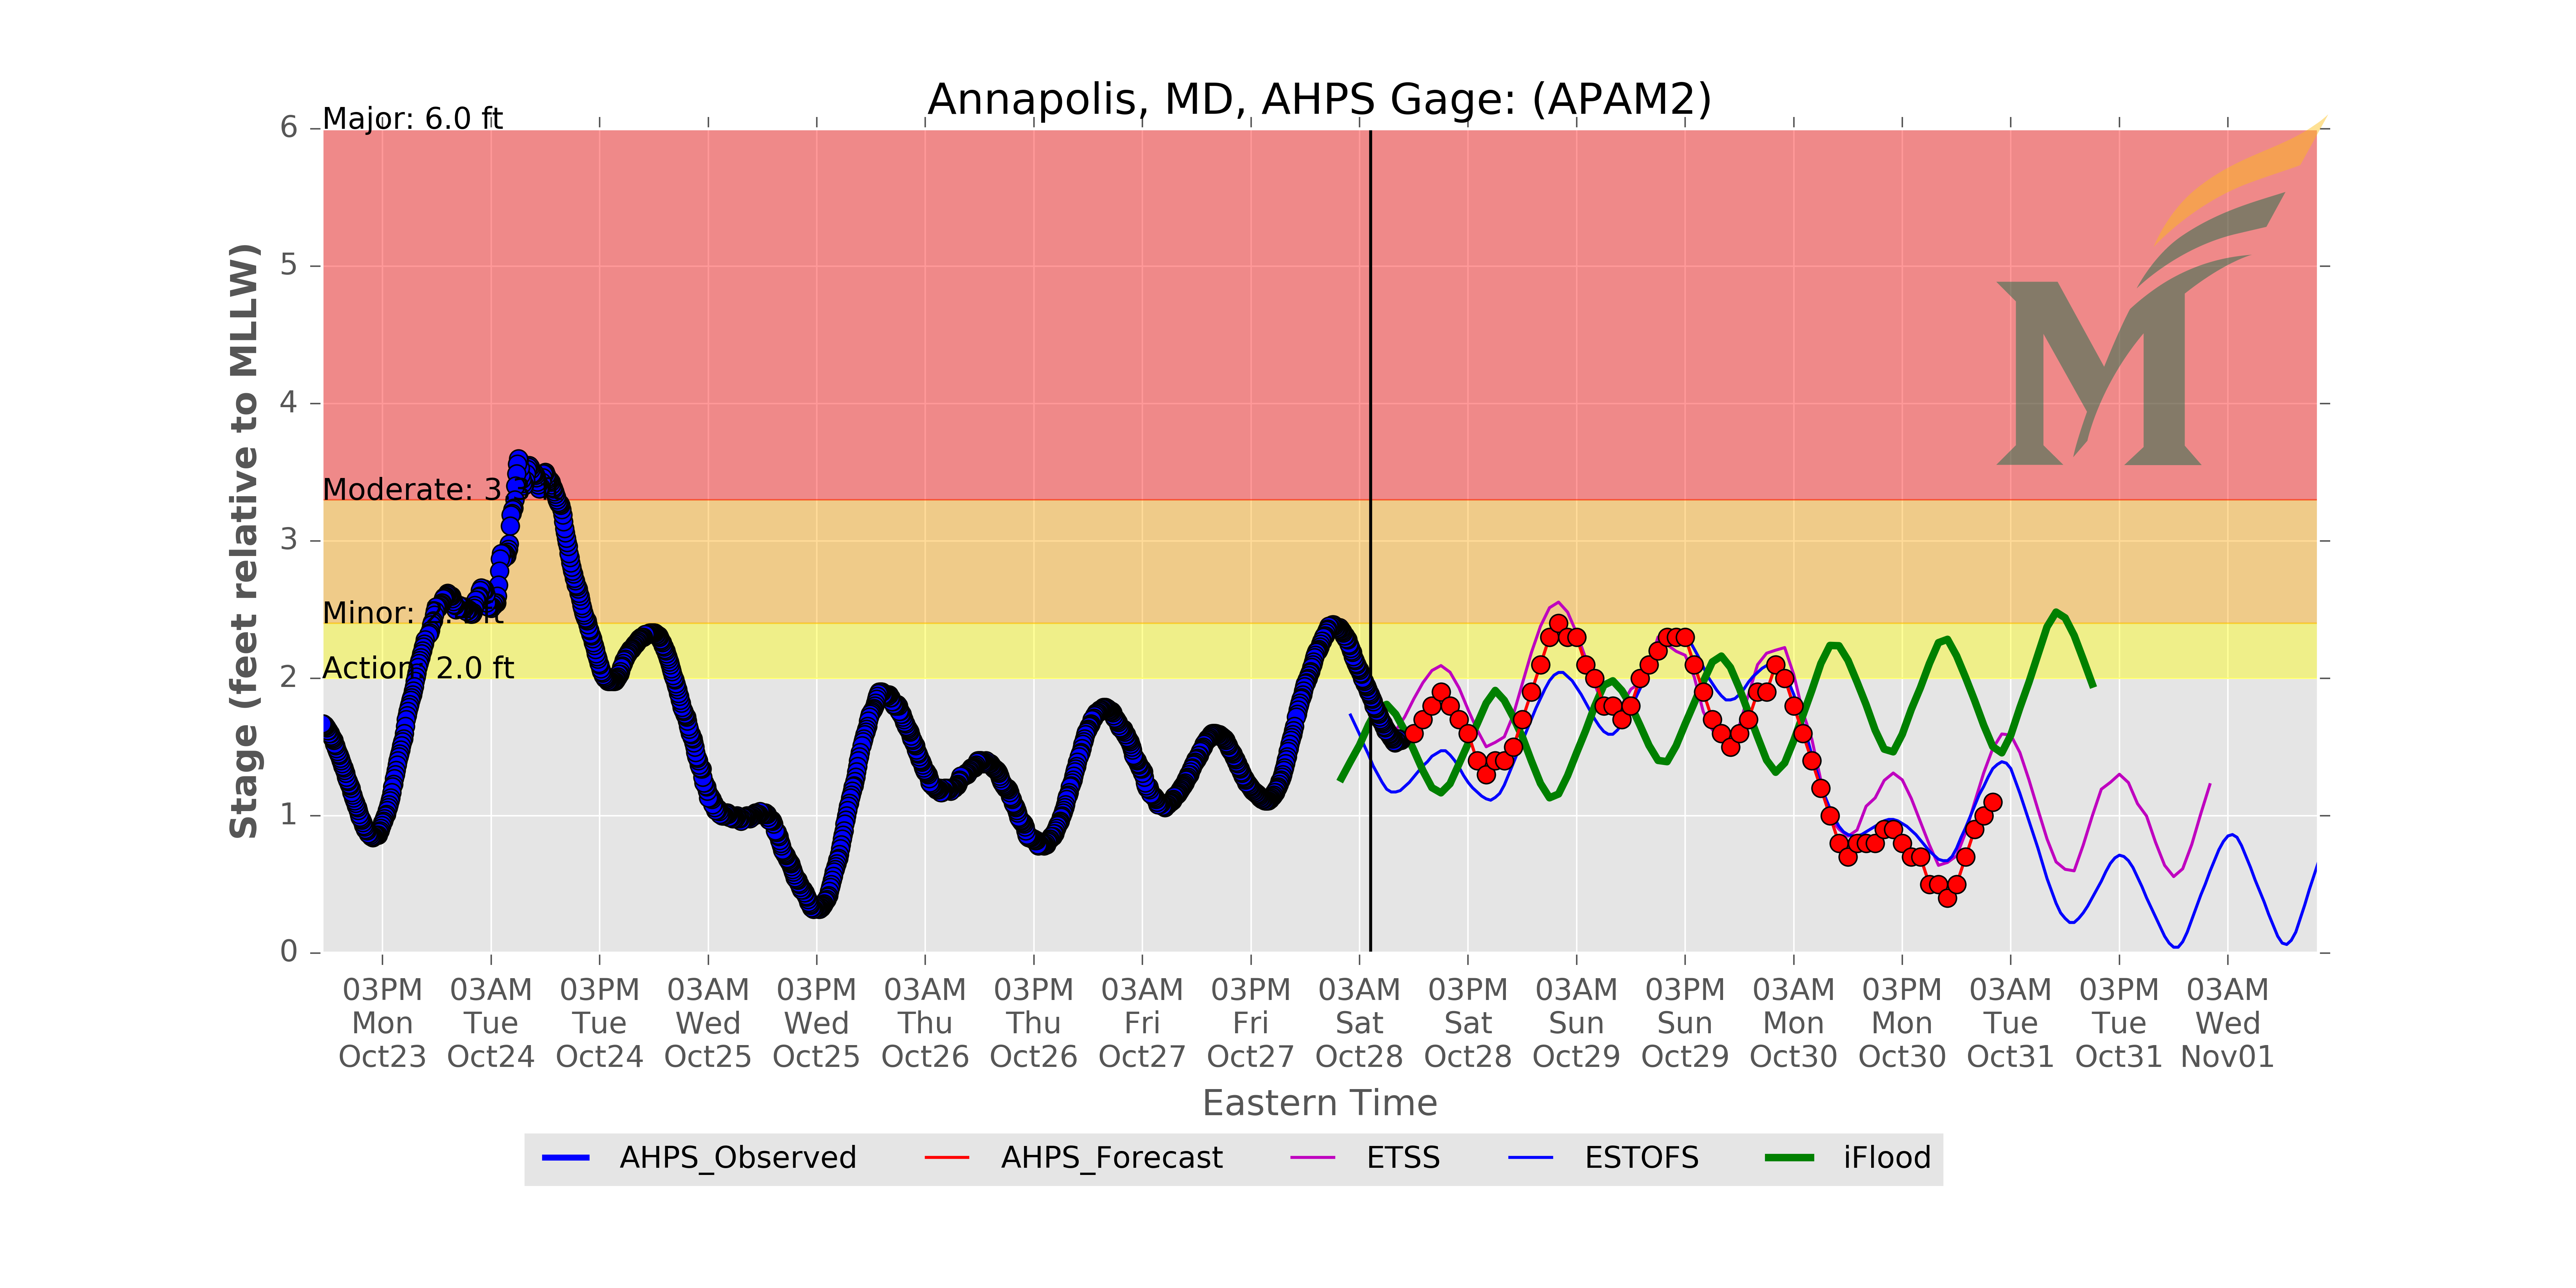 Annapolis, MD, AHPS Gage: (APAM2)
Major: 6.0 ft
Moderate: 3
Minor: ft
Action: 2.0 ft
6
5
4
3
2
1
0
Stage (feet relative to MLLW)
03PM 03AM 03PM 03AM 03PM 03AM 03PM 03AM 03PM 03AM 03PM 03AM 03PM 03AM 03PM 03AM 03PM 03AM
Mon Tue Tue Wed Wed Thu Thu Fri Fri Sat Sat Sun Sun Mon Mon Tue Tue Wed
Oct23 Oct24 Oct24 Oct25 Oct25 Oct26 Oct26 Oct27 Oct27 Oct28 Oct28 Oct29 Oct29 Oct30 Oct30 Oct31 Oct31 Nov01
Eastern Time
AHPS_Observed AHPS_Forecast ETSS ESTOFS iFlood